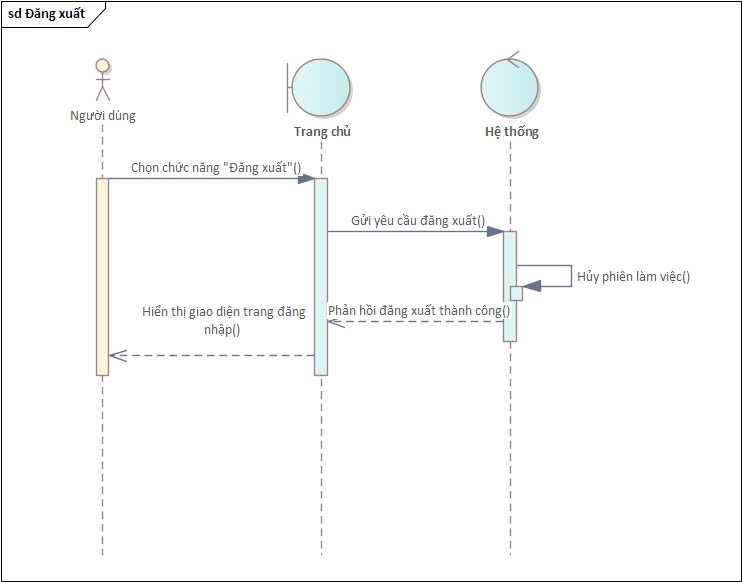 sd Đăng xuất
Người dùng
Trang chủ
Hệ thống
Chọn chức năng "Đăng xuất"()
Gửi yêu cầu đăng xuất()
Hủy phiên làm việc()
Phản hồi đăng xuất thành công()
Hiển thị giao diện trang đăng
nhập()